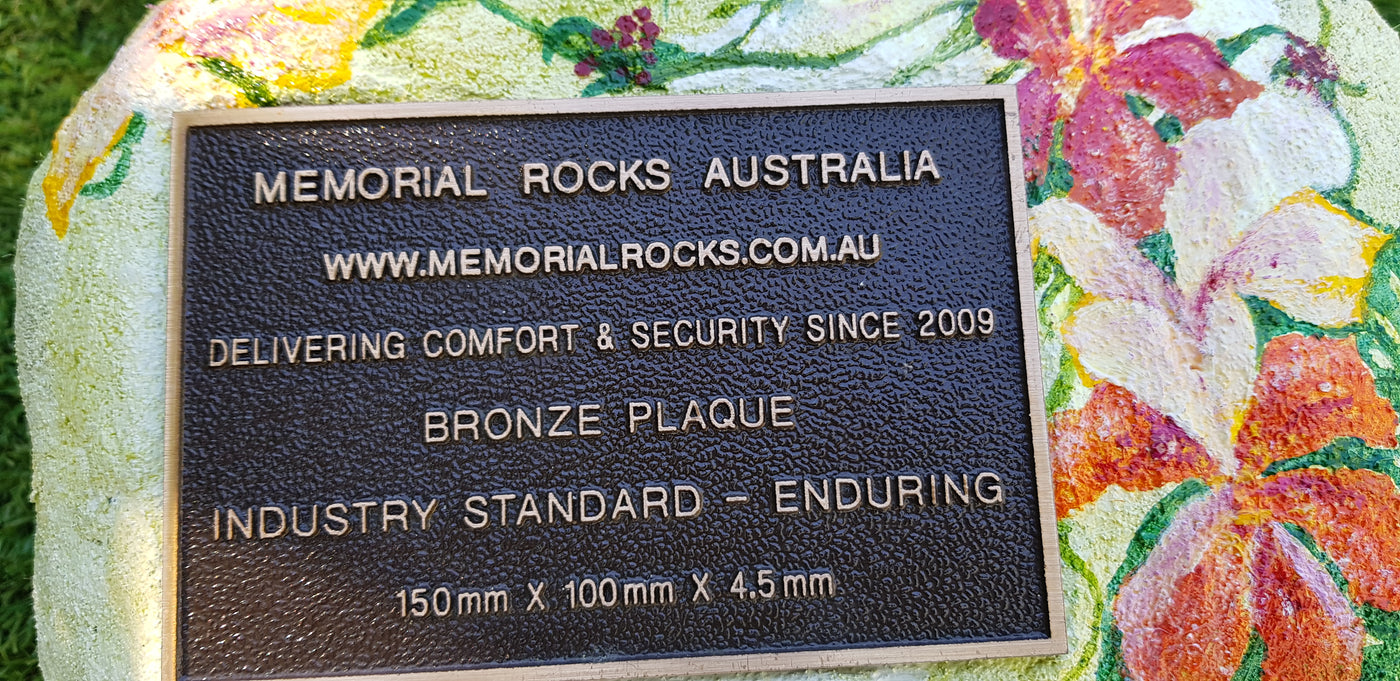 MEMORIAL ROCKS AUSTRALIA
WWW.MEMORIALROCKS.COM.AU
DELIVERING COMFORT & SECURITY SINCE 2009
BRONZE PLAQUE
INDUSTRY STANDARD - ENDURING
150mm X 100mm X 4.5mm